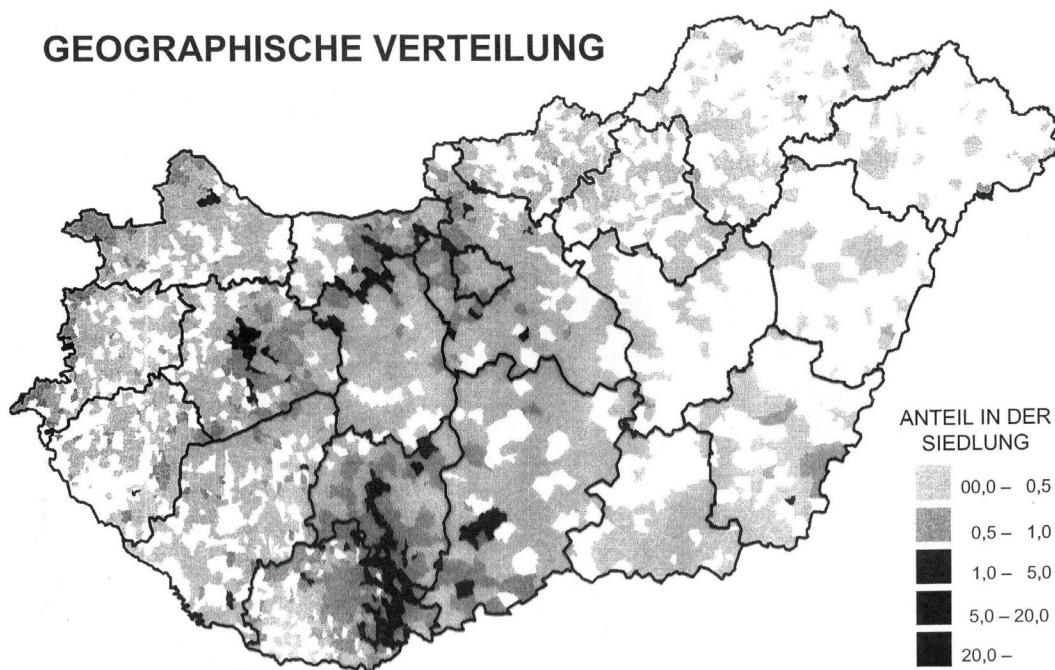 GEOGRAPHISCHE VERTEILUNG
ANTEIL IN DER
SIEDLUNG
00,0 – 0,5
0,5 – 1,0
1,0 – 5,0
5,0 – 20,0
20,0 –